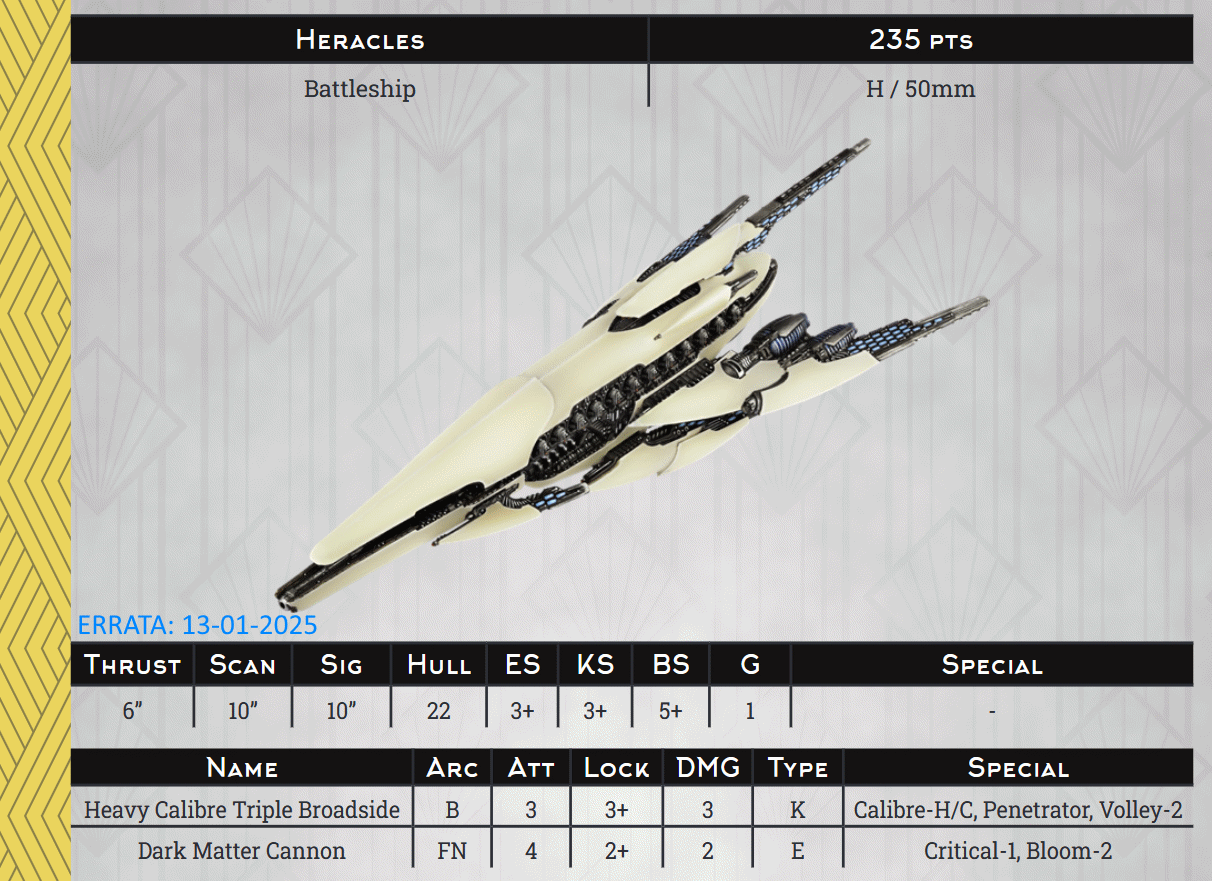 Heracles 235 pts
Battleship H / 50mm
ERRATA: 13-01-2025
Thrust Scan Sig Hull ES KS BS G Special
6” 10” 10” 22 3+ 3+ 5+ 1 -
Name Arc Att Lock DMG Type Special
Heavy Calibre Triple Broadside B 3 3+ 3 K Calibre-H/C, Penetrator, Volley-2
Dark Matter Cannon FN 4 2+ 2 E Critical-1, Bloom-2